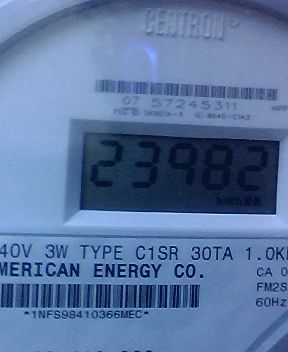 CENTRON
07 57245311
23982
kWh
40V 3W TYPE C1SR 30TA 1.0K
MERICAN ENERGY CO.
CA 0
FM2S
60Hz
*1NFS98410366MEC*